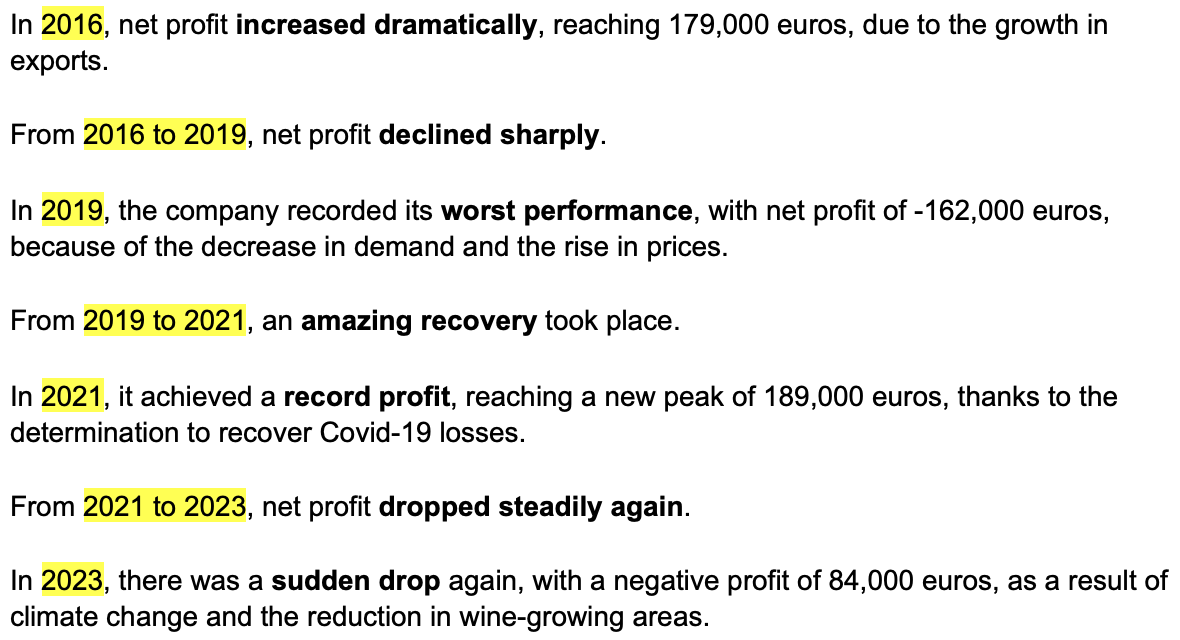 In 2016, net profit increased dramatically, reaching 179,000 euros, due to the growth in
exports.
From 2016 to 2019, net profit declined sharply.
In 2019, the company recorded its worst performance, with net profit of -162,000 euros,
because of the decrease in demand and the rise in prices.
From 2019 to 2021, an amazing recovery took place.
In 2021, it achieved a record profit, reaching a new peak of 189,000 euros, thanks to the
determination to recover Covid-19 losses.
From 2021 to 2023, net profit dropped steadily again.
In 2023, there was a sudden drop again, with a negative profit of 84,000 euros, as a result of
climate change and the reduction in wine-growing areas.